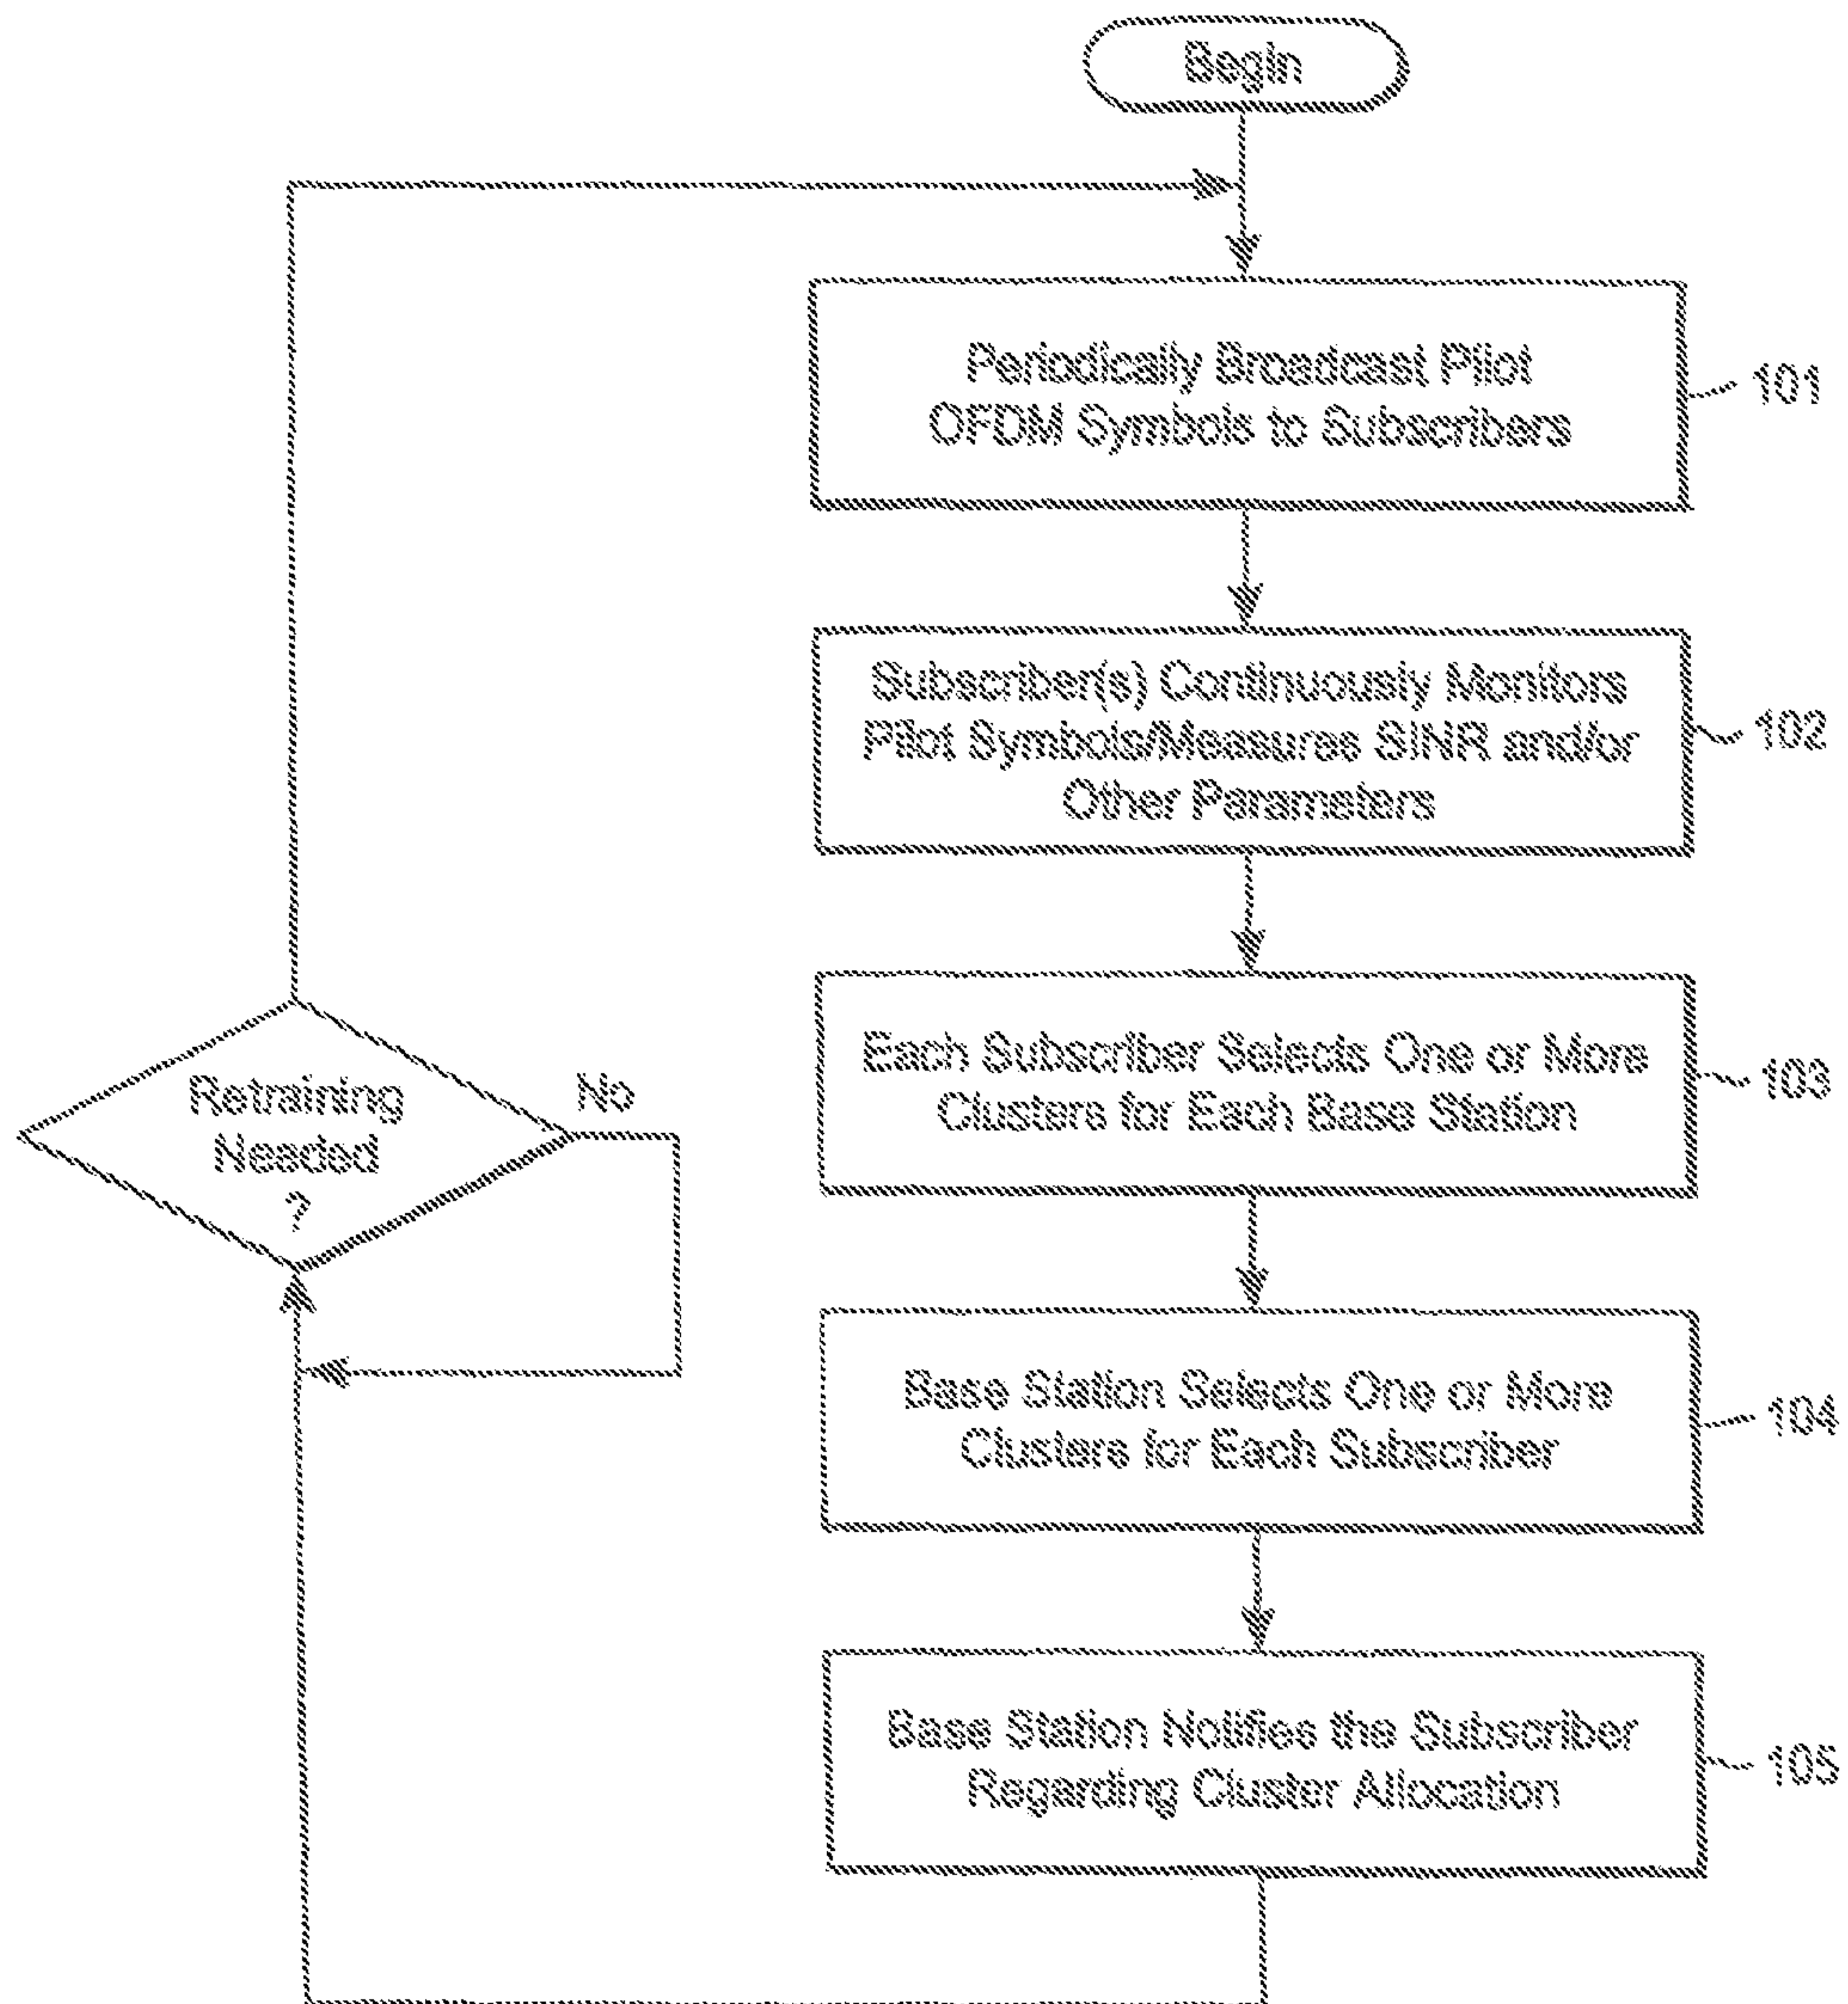 Begin
Periodically Broadcast Pilot
OFDM Symbols to Subscribers
101
Subscriber(s) Continuously Monitors
Pilot Symbols/Measures SINR and/or
Other Parameters
102
Each Subscriber Selects One or More
Clusters for Each Base Station
103
Retraining
Needed
?
No
Base Station Selects One or More
Clusters for Each Subscriber
104
Base Station Notifies the Subscriber
Regarding Cluster Allocation
105